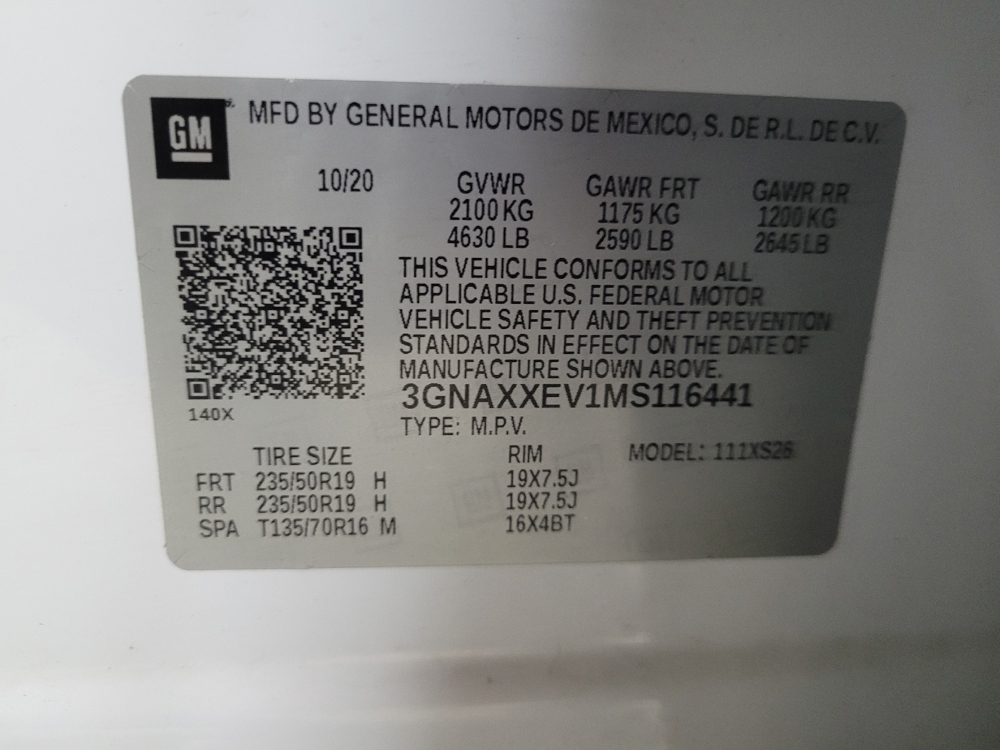 GM MFD BY GENERAL MOTORS DE MEXICO, S. DE R.L. DE C.V.
10/20 GVWR GAWR FRT GAWR RR
2100 KG 1175 KG 1200 KG
4630 LB 2590 LB 2645 LB
THIS VEHICLE CONFORMS TO ALL
APPLICABLE U.S. FEDERAL MOTOR
VEHICLE SAFETY AND THEFT PREVENTION
STANDARDS IN EFFECT ON THE DATE OF
MANUFACTURE SHOWN ABOVE.
3GNAXXEV1MS116441
140X
TYPE: M.P.V.
TIRE SIZE RIM MODEL: 111XS26
FRT 235/50R19 H 19X7.5J
RR 235/50R19 H 19X7.5J
SPA T135/70R16 M 16X4BT